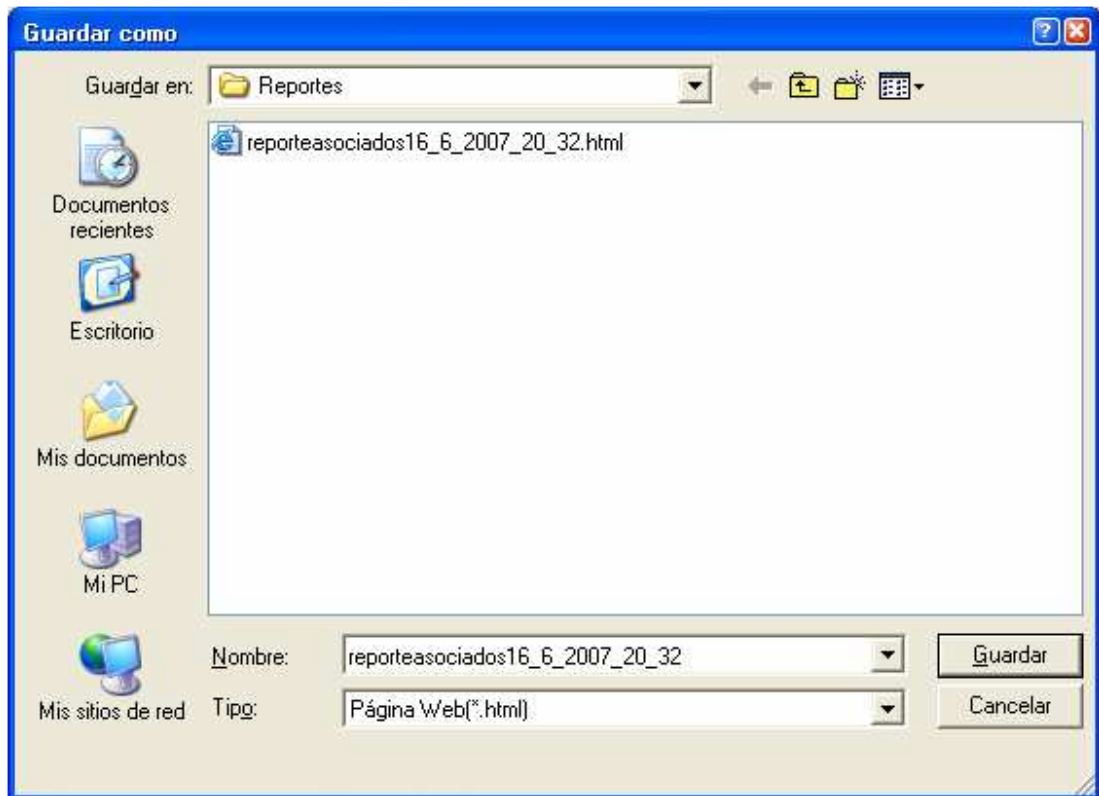 Guardar como
Guardar en:
Reportes
reporteasociados16_6_2007_20_32.html
Documentos
recientes
Escritorio
Mis documentos
Mi PC
Mis sitios de red
Nombre:
reporteasociados16_6_2007_20_32
Guardar
Tipo:
Página Web(*.html)
Cancelar